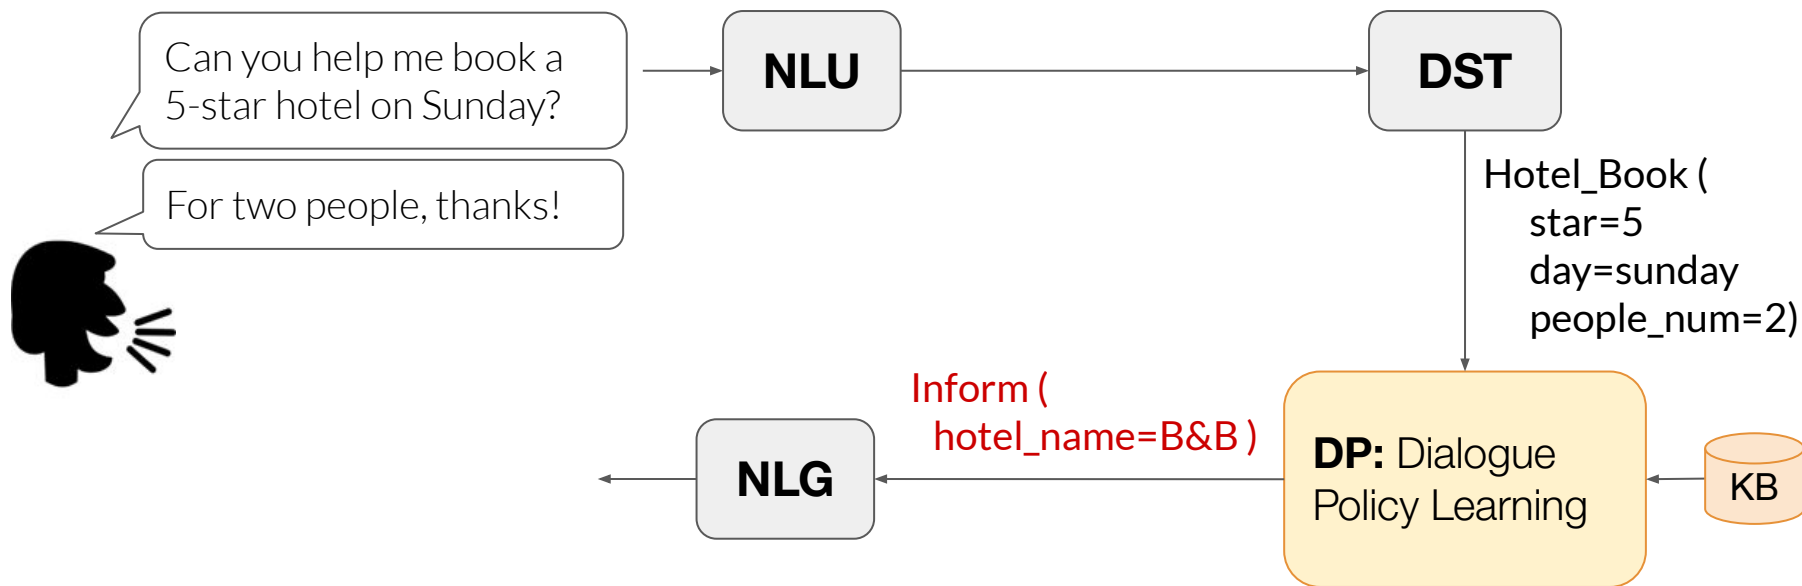 Can you help me book a
5-star hotel on Sunday?
For two people, thanks!
NLU
DST
Hotel_Book (
star=5
day=sunday
people_num=2)
Inform (
hotel_name=B&B )
NLG
DP: Dialogue
Policy Learning
KB